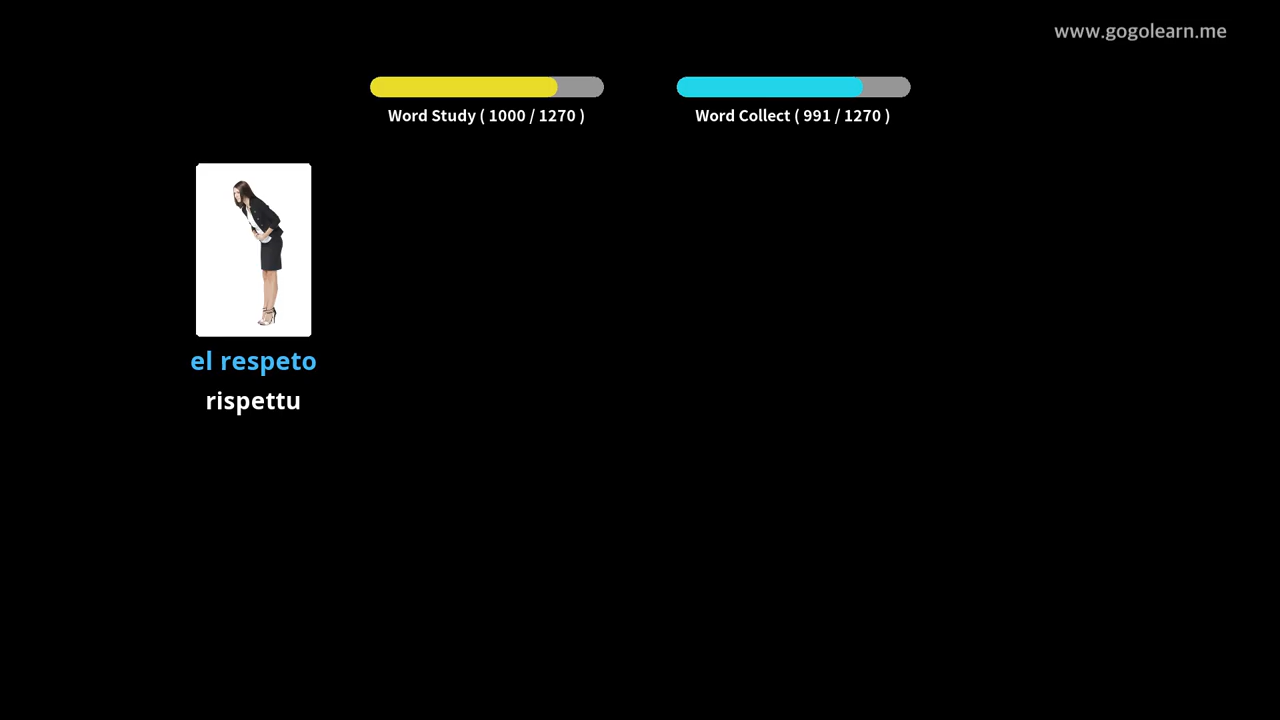 www.gogolearn.me
Word Study ( 1000 / 1270 )
Word Collect ( 991 / 1270 )
el respeto
rispettu